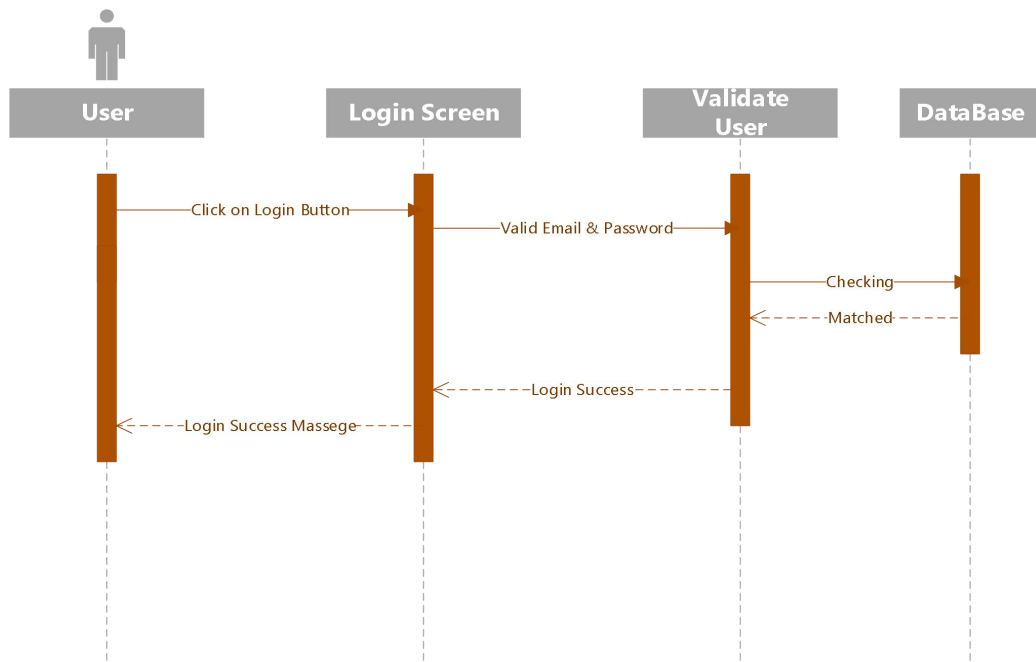 User
Login Screen
Validate
User
DataBase
Click on Login Button
Valid Email & Password
Checking
Matched
Login Success
Login Success Massege